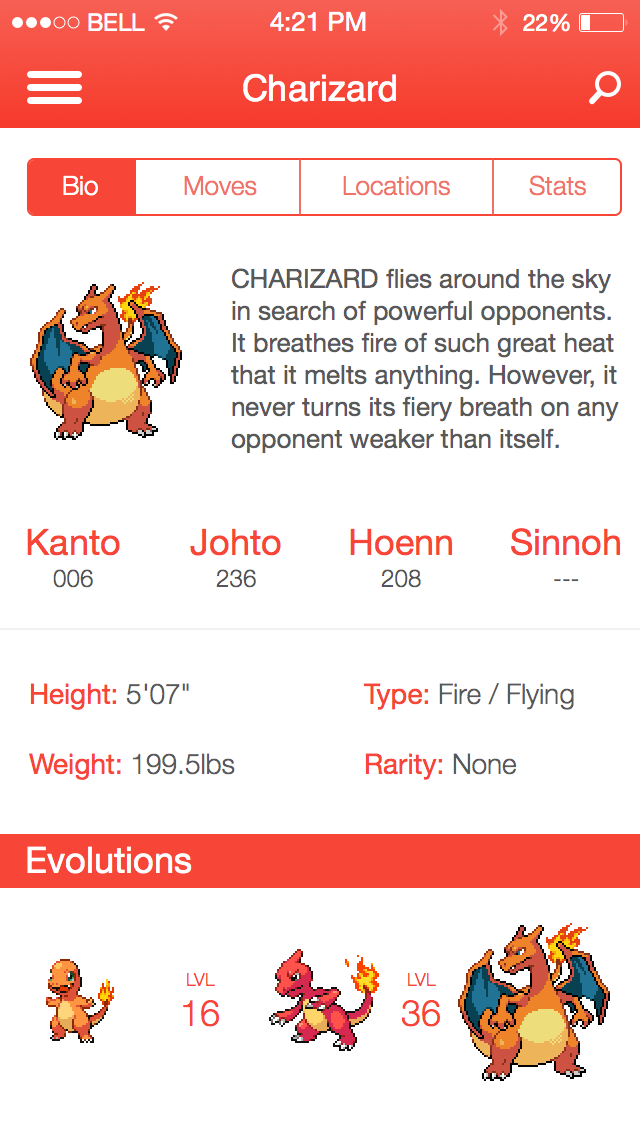 BELL 4:21 PM 22%
Charizard
Bio Moves Locations Stats
CHARIZARD flies around the sky
in search of powerful opponents.
It breathes fire of such great heat
that it melts anything. However, it
never turns its fiery breath on any
opponent weaker than itself.
Kanto Johto Hoenn Sinnoh
006 236 208 ---
Height: 5'07" Type: Fire / Flying
Weight: 199.5lbs Rarity: None
Evolutions
LVL LVL
16 36